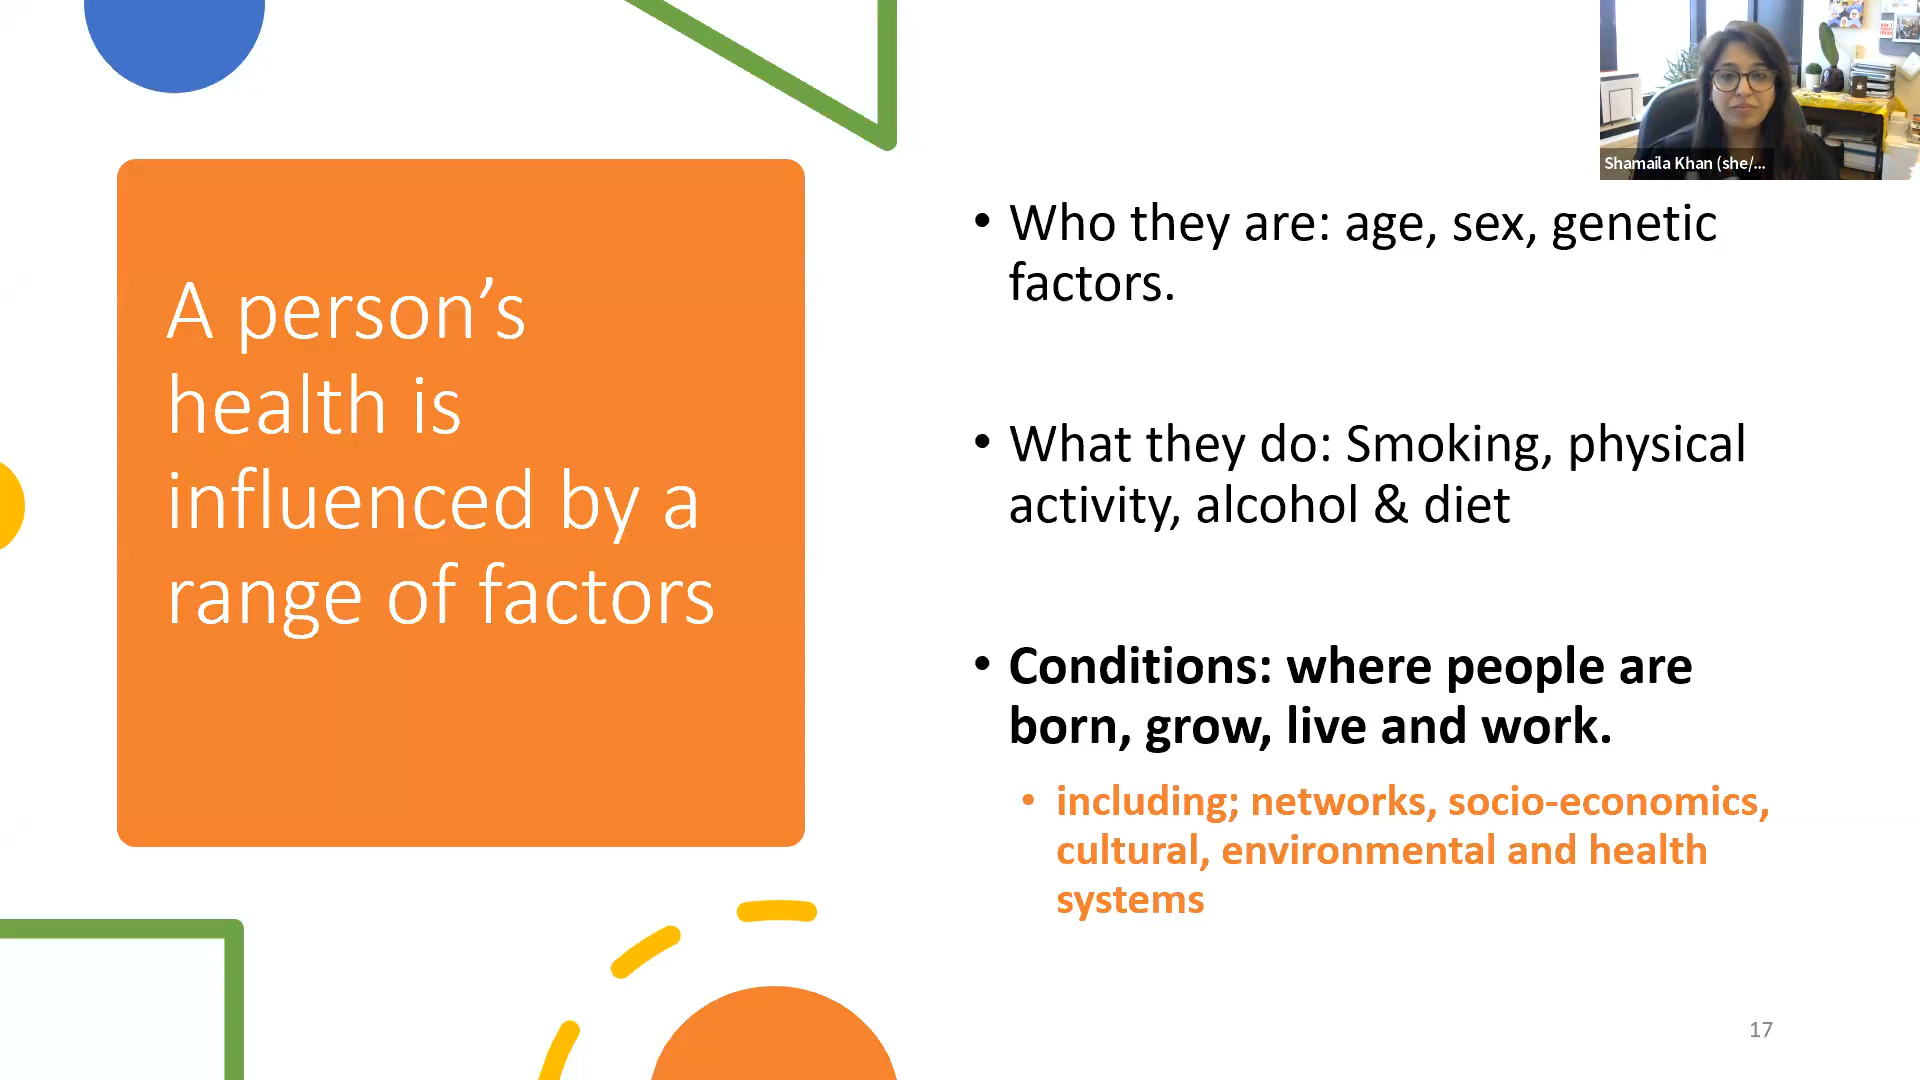 Shamaila Khan (she/...
A person’s
health is
influenced by a
range of factors
• Who they are: age, sex, genetic
factors.
• What they do: Smoking, physical
activity, alcohol & diet
• Conditions: where people are
born, grow, live and work.
• including; networks, socio-economics,
cultural, environmental and health
systems
17